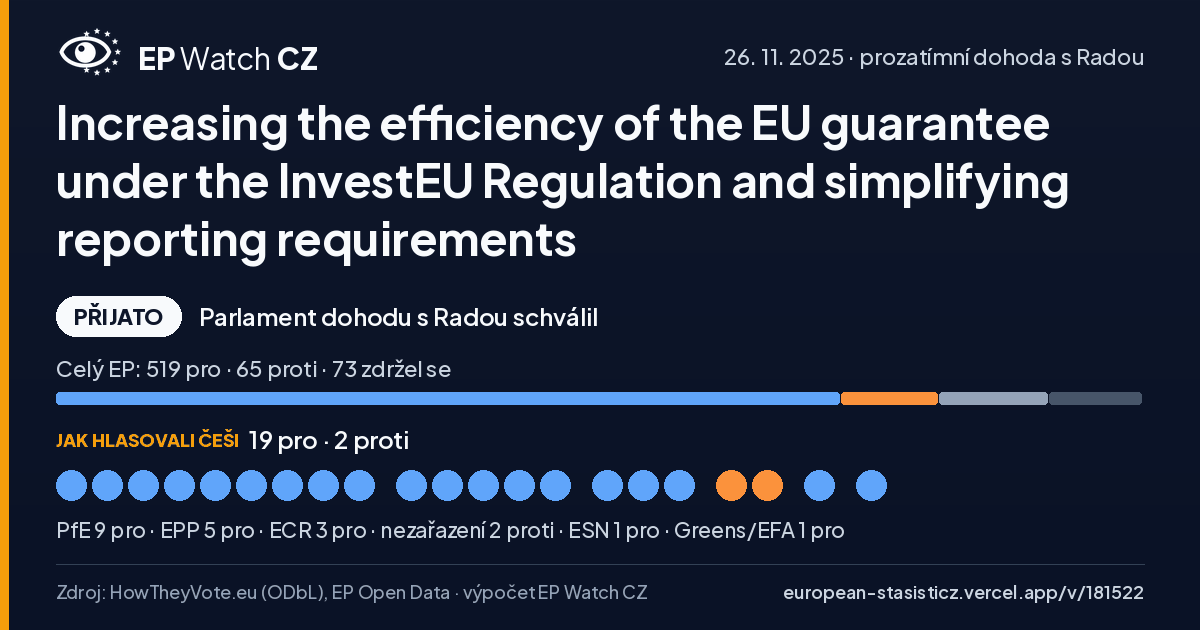 EP Watch CZ
26. 11. 2025 · prozatímní dohoda s Radou
Increasing the efficiency of the EU guarantee
under the InvestEU Regulation and simplifying
reporting requirements
PŘIJATO Parlament dohodu s Radou schválil
Celý EP: 519 pro · 65 proti · 73 zdržel se
JAK HLASOVALI ČEŠI 19 pro · 2 proti
PfE 9 pro · EPP 5 pro · ECR 3 pro · nezařazení 2 proti · ESN 1 pro · Greens/EFA 1 pro
Zdroj: HowTheyVote.eu (ODbL), EP Open Data · výpočet EP Watch CZ
european-stasisticz.vercel.app/v/181522